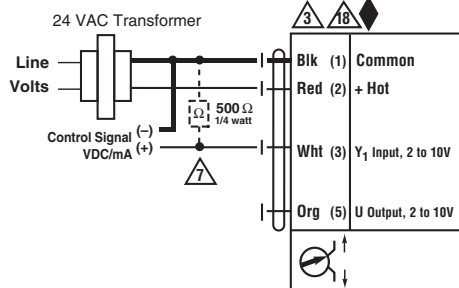 24 VAC Transformer
3 18
Line
Volts
Blk (1) Common
Red (2) + Hot
Ω 500 Ω
1/4 watt
Control Signal (–)
VDC/mA (+)
Wht (3) Y₁ Input, 2 to 10V
7
Org (5) U Output, 2 to 10V